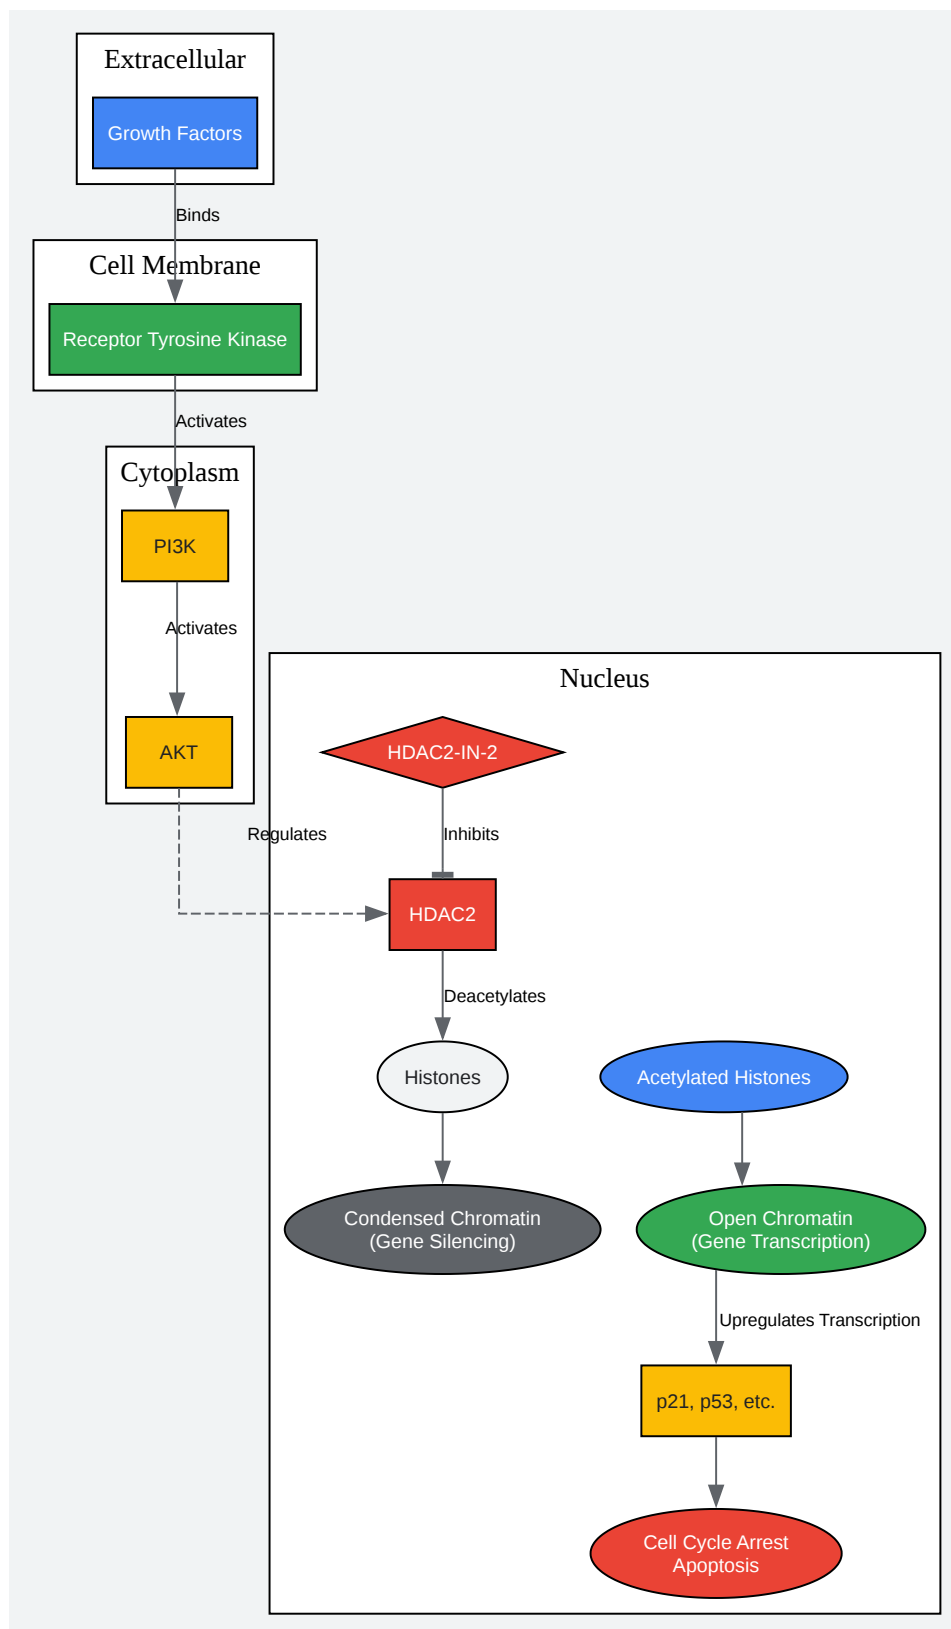 Extracellular
Growth Factors
Binds
Cell Membrane
Receptor Tyrosine Kinase
Activates
Cytoplasm
PI3K
Activates
AKT
Nucleus
HDAC2-IN-2
Regulates
Inhibits
HDAC2
Deacetylates
Histones
Acetylated Histones
Condensed Chromatin
(Gene Silencing)
Open Chromatin
(Gene Transcription)
Upregulates Transcription
p21, p53, etc.
Cell Cycle Arrest
Apoptosis